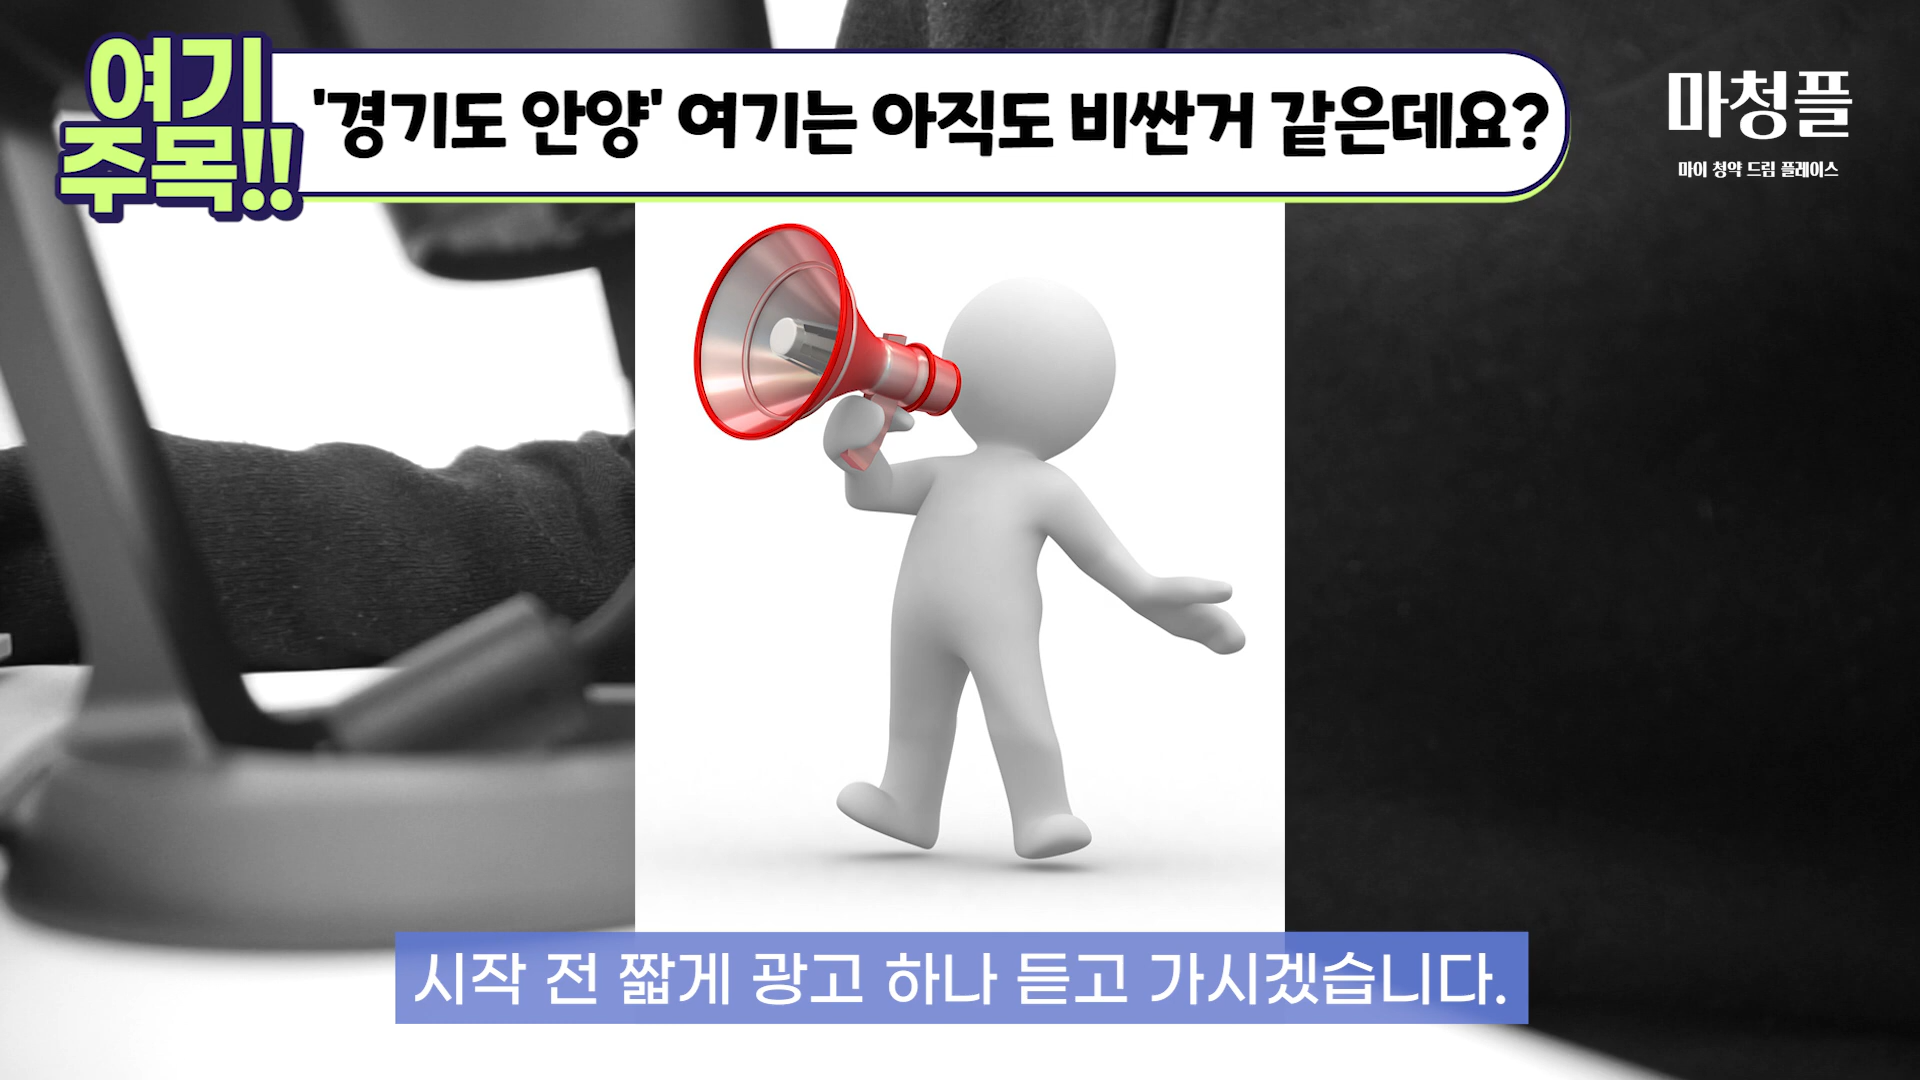 여기
주목!!
'경기도 안양' 여기는 아직도 비싼거 같은데요?
마청플
마이 청약 드림 플레이스
시작 전 짧게 광고 하나 듣고 가시겠습니다.